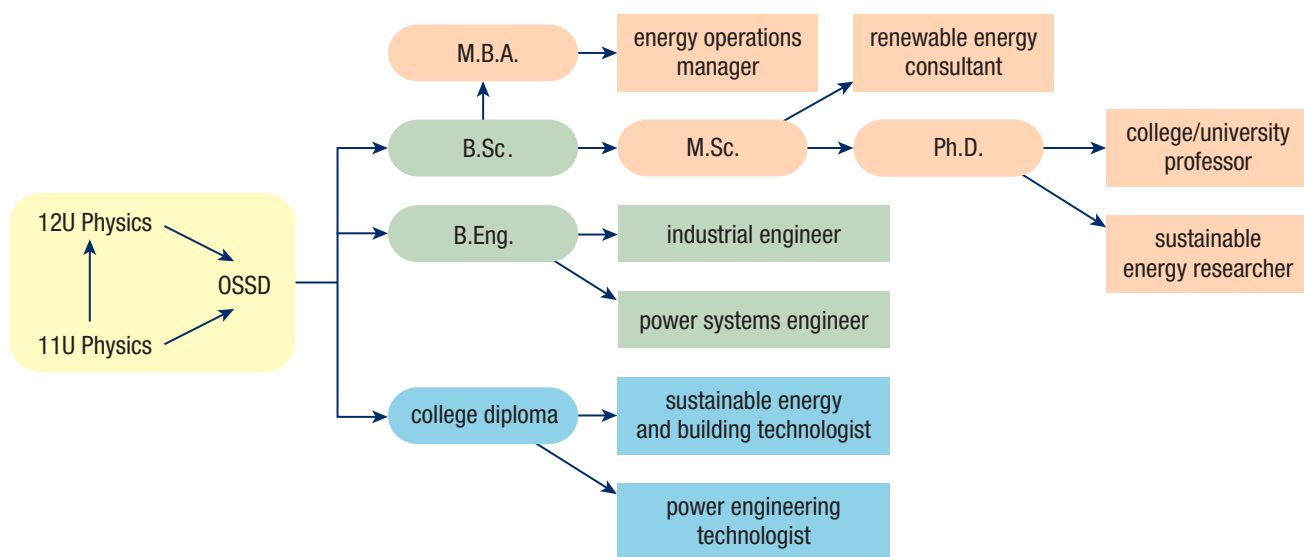 M.B.A.
energy operations
manager
renewable energy
consultant
B.Sc.
M.Sc.
Ph.D.
college/university
professor
12U Physics
OSSD
11U Physics
B.Eng.
industrial engineer
sustainable
energy researcher
power systems engineer
college diploma
sustainable energy
and building technologist
power engineering
technologist